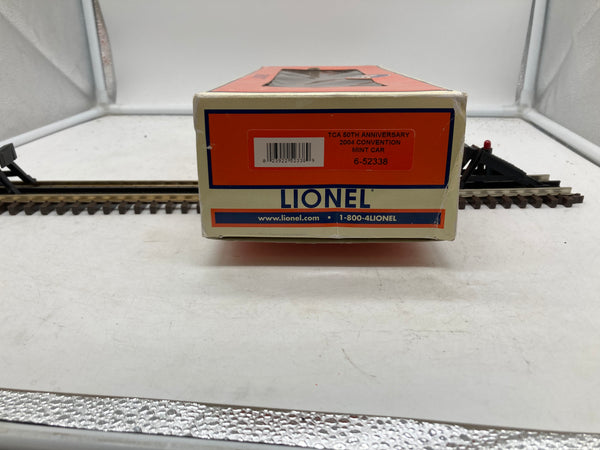 TCA 50TH ANNIVERSARY
2004 CONVENTION
MINT CAR
6-52338
LIONEL
www.lionel.com • 1-800-4LIONEL